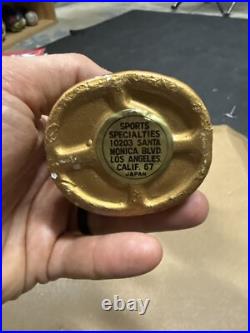 SPORTS
SPECIALTIES
10203 SANTA
MONICA BLVD.
LOS ANGELES,
CALIF. 67
JAPAN